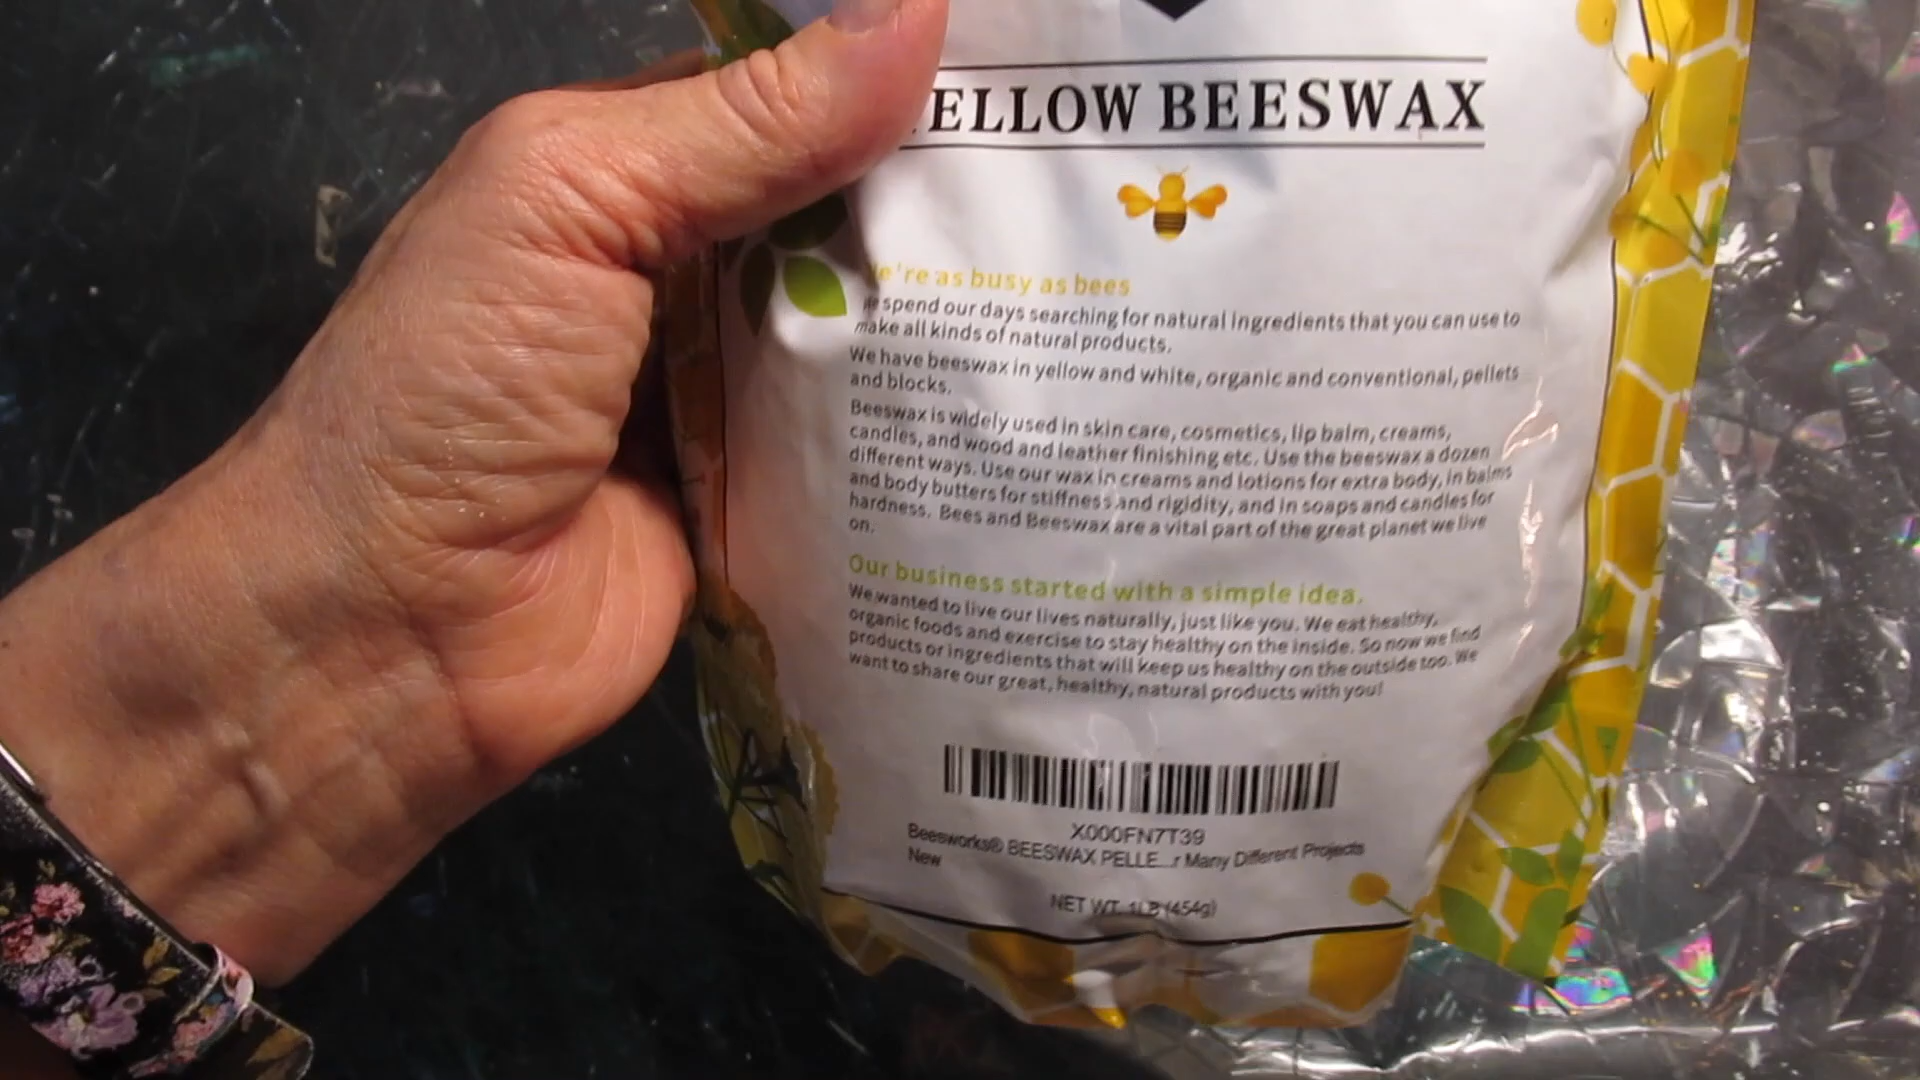 ELLOW BEESWAX
e're as busy as bees
We spend our days searching for natural ingredients that you can use to
make all kinds of natural products.
We have beeswax in yellow and white, organic and conventional, pellets
and blocks.
Beeswax is widely used in skin care, cosmetics, lip balm, creams,
candles, and wood and leather finishing etc. Use the beeswax a dozen
different ways. Use our wax in creams and lotions for extra body, in balms
and body butters for stiffness and rigidity, and in soaps and candles for
hardness. Bees and Beeswax are a vital part of the great planet we live
on.
Our business started with a simple idea.
We wanted to live our lives naturally, just like you. We eat healthy,
organic foods and exercise to stay healthy on the inside. So now we find
products or ingredients that will keep us healthy on the outside too. We
want to share our great, healthy, natural products with you!
X000FN7T39
Beesworks® BEESWAX PELLE...r Many Different Projects
New
NET WT. 1LB (454g)